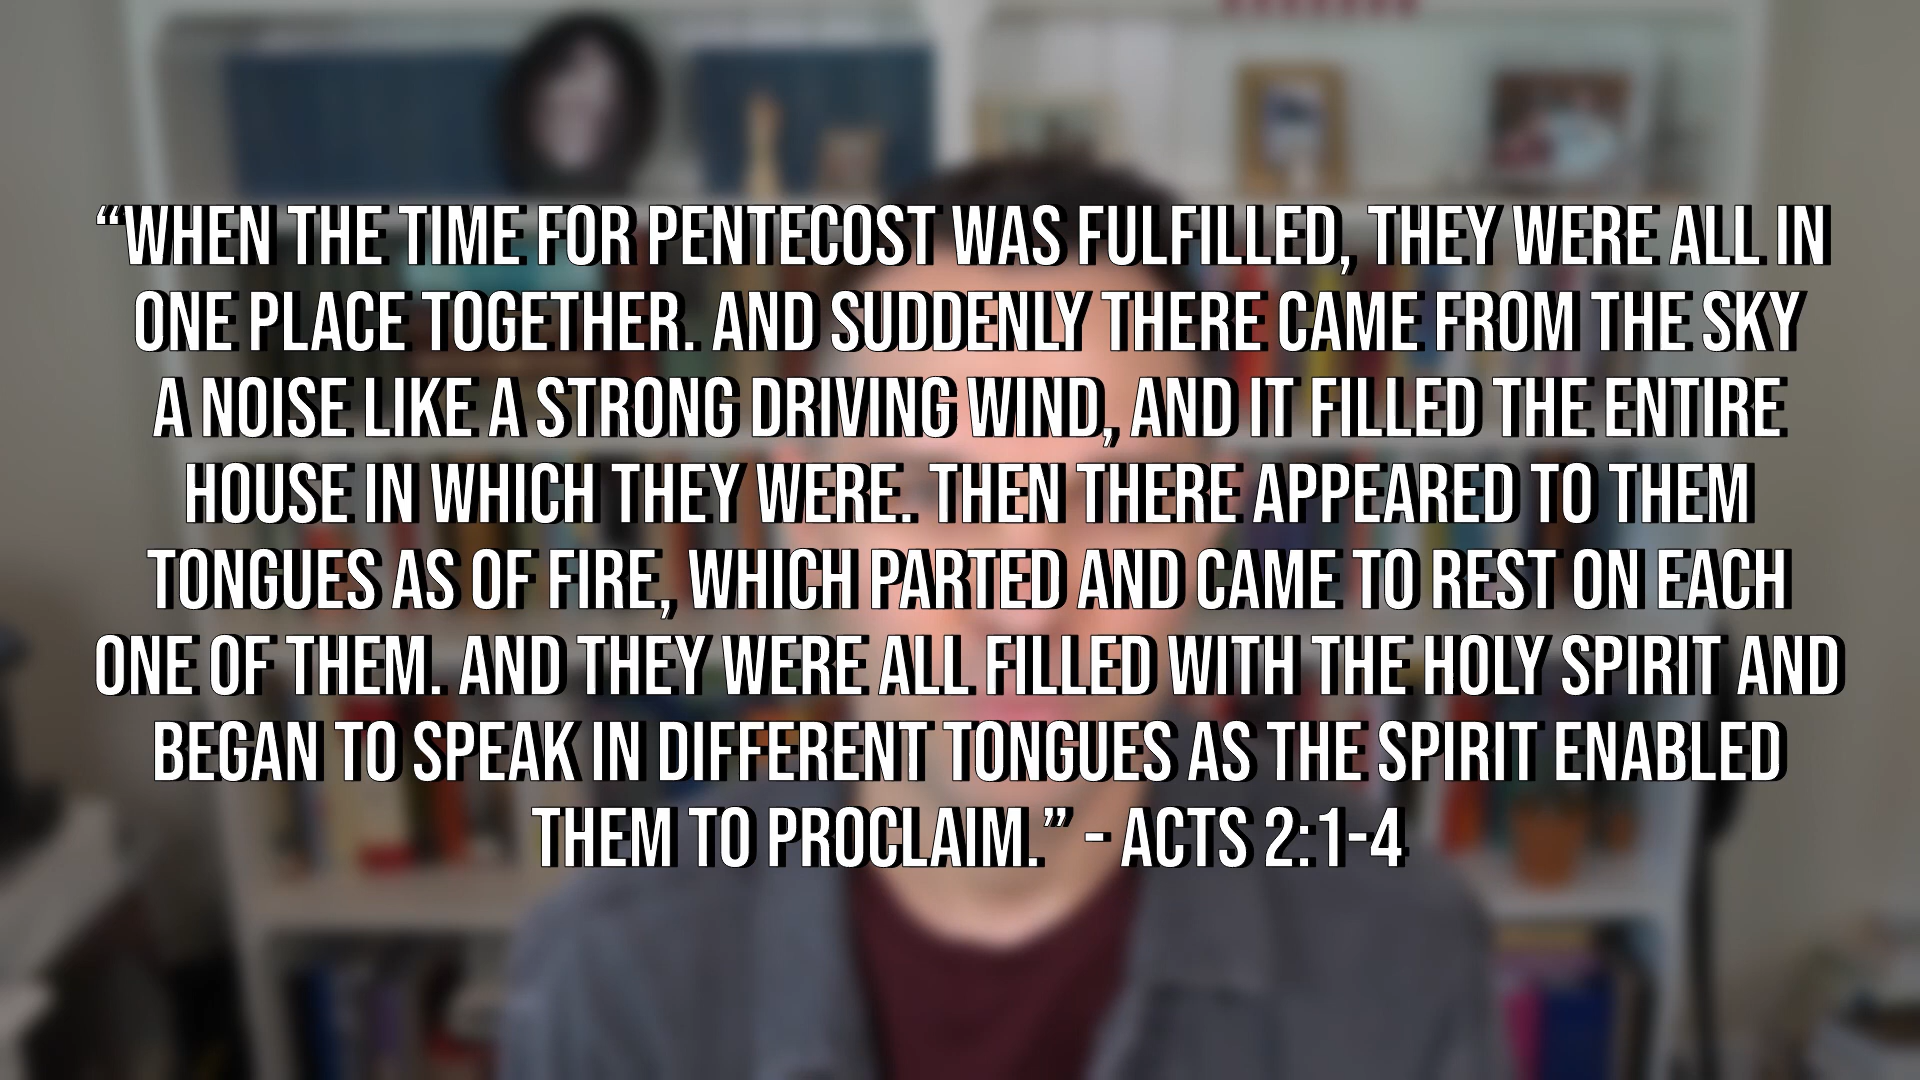 “WHEN THE TIME FOR PENTECOST WAS FULFILLED, THEY WERE ALL IN
ONE PLACE TOGETHER. AND SUDDENLY THERE CAME FROM THE SKY
A NOISE LIKE A STRONG DRIVING WIND, AND IT FILLED THE ENTIRE
HOUSE IN WHICH THEY WERE. THEN THERE APPEARED TO THEM
TONGUES AS OF FIRE, WHICH PARTED AND CAME TO REST ON EACH
ONE OF THEM. AND THEY WERE ALL FILLED WITH THE HOLY SPIRIT AND
BEGAN TO SPEAK IN DIFFERENT TONGUES AS THE SPIRIT ENABLED
THEM TO PROCLAIM.” - ACTS 2:1-4